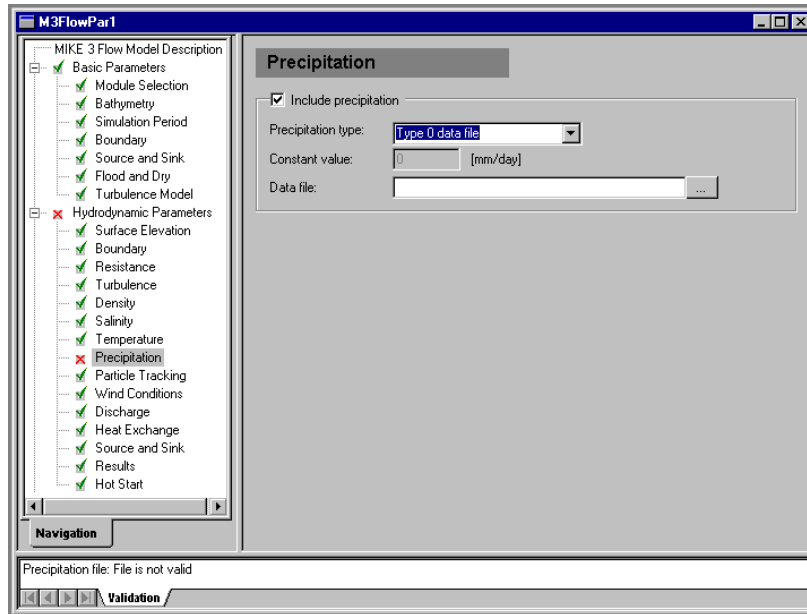 M3FlowPar1
MIKE 3 Flow Model Description
Basic Parameters
Module Selection
Bathymetry
Simulation Period
Boundary
Source and Sink
Flood and Dry
Turbulence Model
Hydrodynamic Parameters
Surface Elevation
Boundary
Resistance
Turbulence
Density
Salinity
Temperature
Precipitation
Particle Tracking
Wind Conditions
Discharge
Heat Exchange
Source and Sink
Results
Hot Start
Navigation
Precipitation
Include precipitation
Precipitation type: Type 0 data file
Constant value: 0 [mm/day]
Data file: ...
Precipitation file: File is not valid
Validation